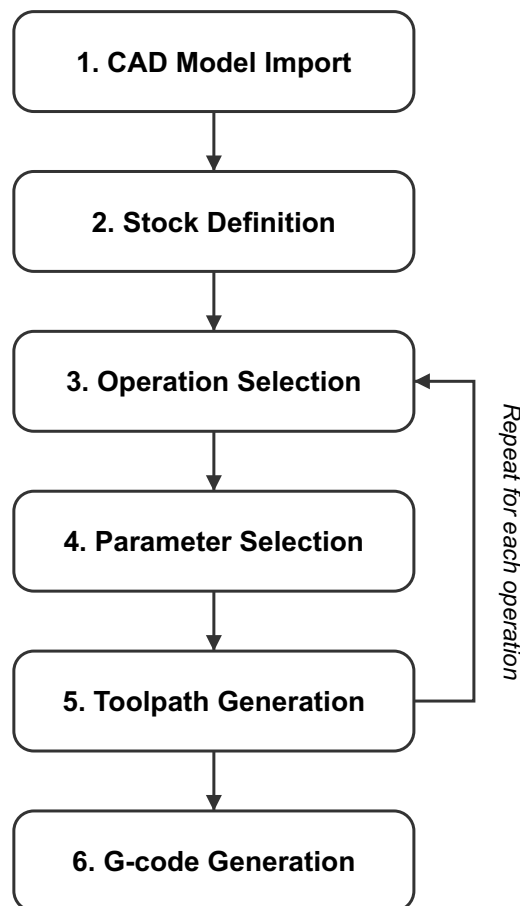 1. CAD Model Import
2. Stock Definition
3. Operation Selection
4. Parameter Selection
5. Toolpath Generation
6. G-code Generation
Repeat for each operation